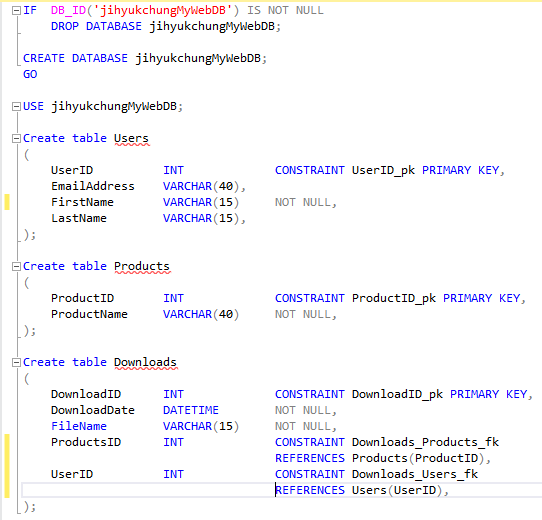 IF DB_ID('jihyukchungMyWebDB') IS NOT NULL
DROP DATABASE jihyukchungMyWebDB;
CREATE DATABASE jihyukchungMyWebDB;
GO
USE jihyukchungMyWebDB;
Create table Users
(
UserID INT CONSTRAINT UserID_pk PRIMARY KEY,
EmailAddress VARCHAR(40),
FirstName VARCHAR(15) NOT NULL,
LastName VARCHAR(15),
);
Create table Products
(
ProductID INT CONSTRAINT ProductID_pk PRIMARY KEY,
ProductName VARCHAR(40) NOT NULL,
);
Create table Downloads
(
DownloadID INT CONSTRAINT DownloadID_pk PRIMARY KEY,
DownloadDate DATETIME NOT NULL,
FileName VARCHAR(15) NOT NULL,
ProductsID INT CONSTRAINT Downloads_Products_fk
REFERENCES Products(ProductID),
UserID INT CONSTRAINT Downloads_Users_fk
REFERENCES Users(UserID),
);